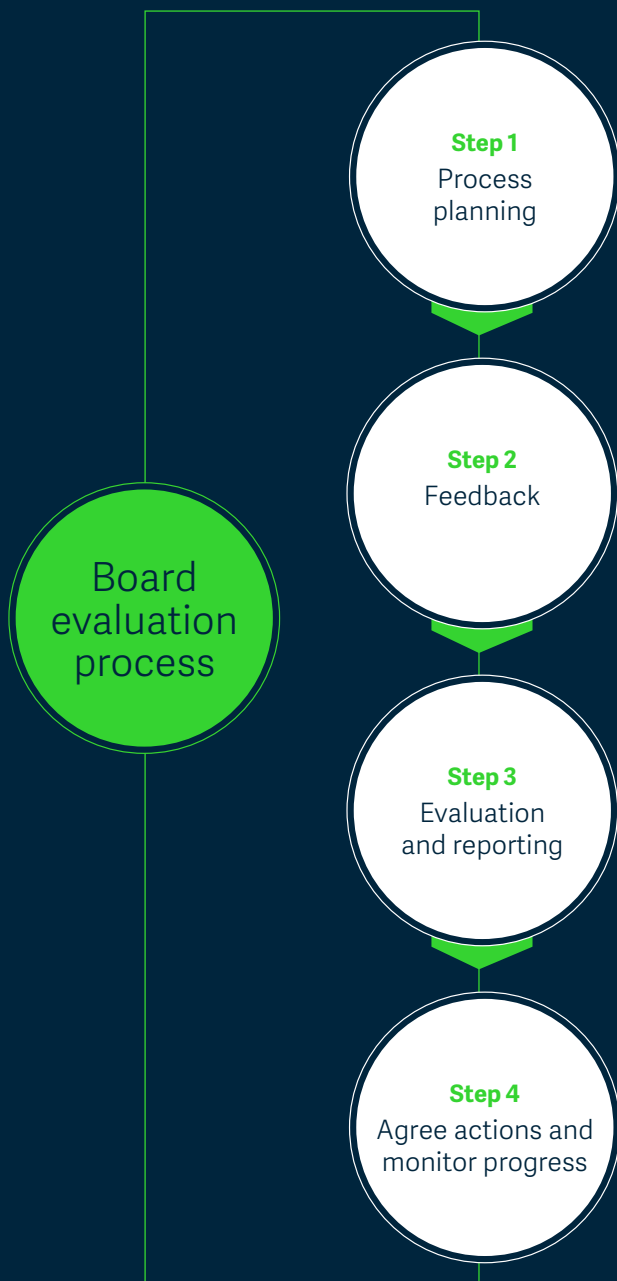 Board
evaluation
process
Step 1
Process
planning
Step 2
Feedback
Step 3
Evaluation
and reporting
Step 4
Agree actions and
monitor progress